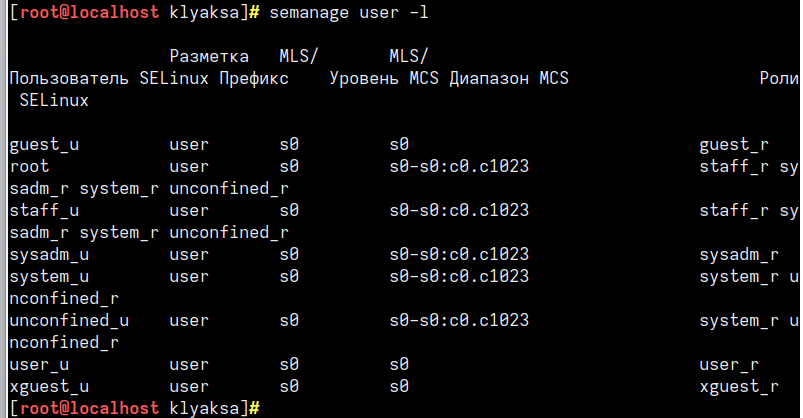 [root@localhost klyaksa]# semanage user -l
Разметка MLS/ MLS/
Пользователь SELinux Префикс Уровень MCS Диапазон MCS Роли
SELinux
guest_u user s0 s0 guest_r
root user s0 s0-s0:c0.c1023 staff_r sy
sadm_r system_r unconfined_r
staff_u user s0 s0-s0:c0.c1023 staff_r sy
sadm_r system_r unconfined_r
sysadm_u user s0 s0-s0:c0.c1023 sysadm_r
system_u user s0 s0-s0:c0.c1023 system_r u
nconfined_r
unconfined_u user s0 s0-s0:c0.c1023 system_r u
nconfined_r
user_u user s0 s0 user_r
xguest_u user s0 s0 xguest_r
[root@localhost klyaksa]#